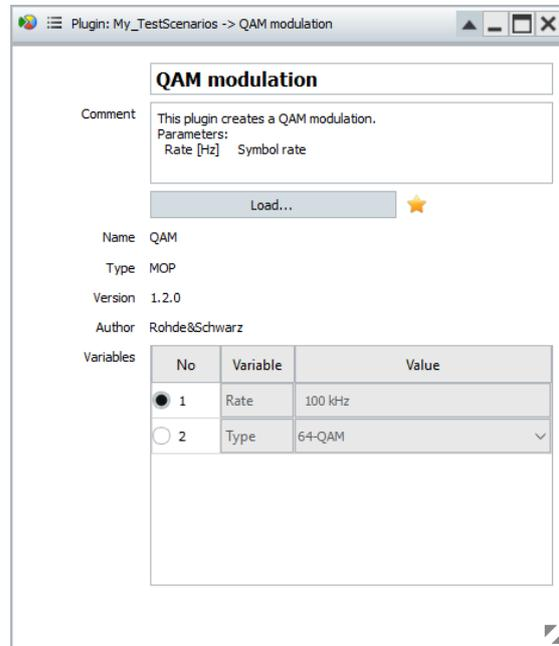 Plugin: My_TestScenarios -> QAM modulation
QAM modulation
Comment
This plugin creates a QAM modulation.
Parameters:
Rate [Hz] Symbol rate
Load...
Name QAM
Type MOP
Version 1.2.0
Author Rohde&Schwarz
Variables
No Variable Value
1 Rate 100 kHz
2 Type 64-QAM